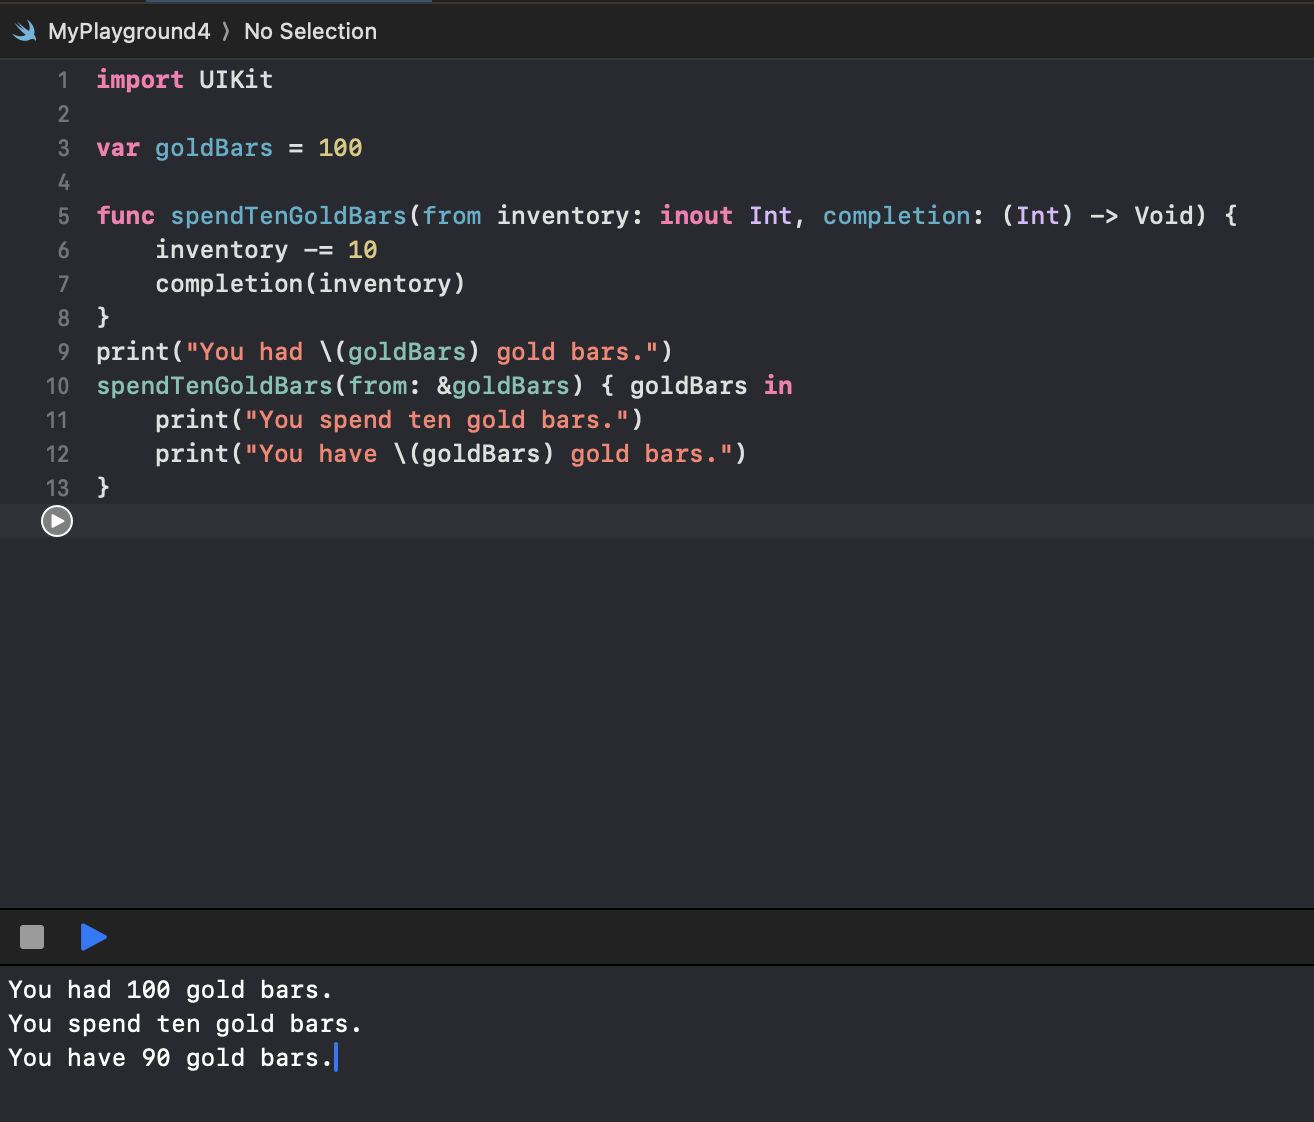 MyPlayground4 ⟩ No Selection
1 import UIKit
2
3 var goldBars = 100
4
5 func spendTenGoldBars(from inventory: inout Int, completion: (Int) -> Void) {
6     inventory -= 10
7     completion(inventory)
8 }
9 print("You had \(goldBars) gold bars.")
10 spendTenGoldBars(from: &goldBars) { goldBars in
11     print("You spend ten gold bars.")
12     print("You have \(goldBars) gold bars.")
13 }
You had 100 gold bars.
You spend ten gold bars.
You have 90 gold bars.